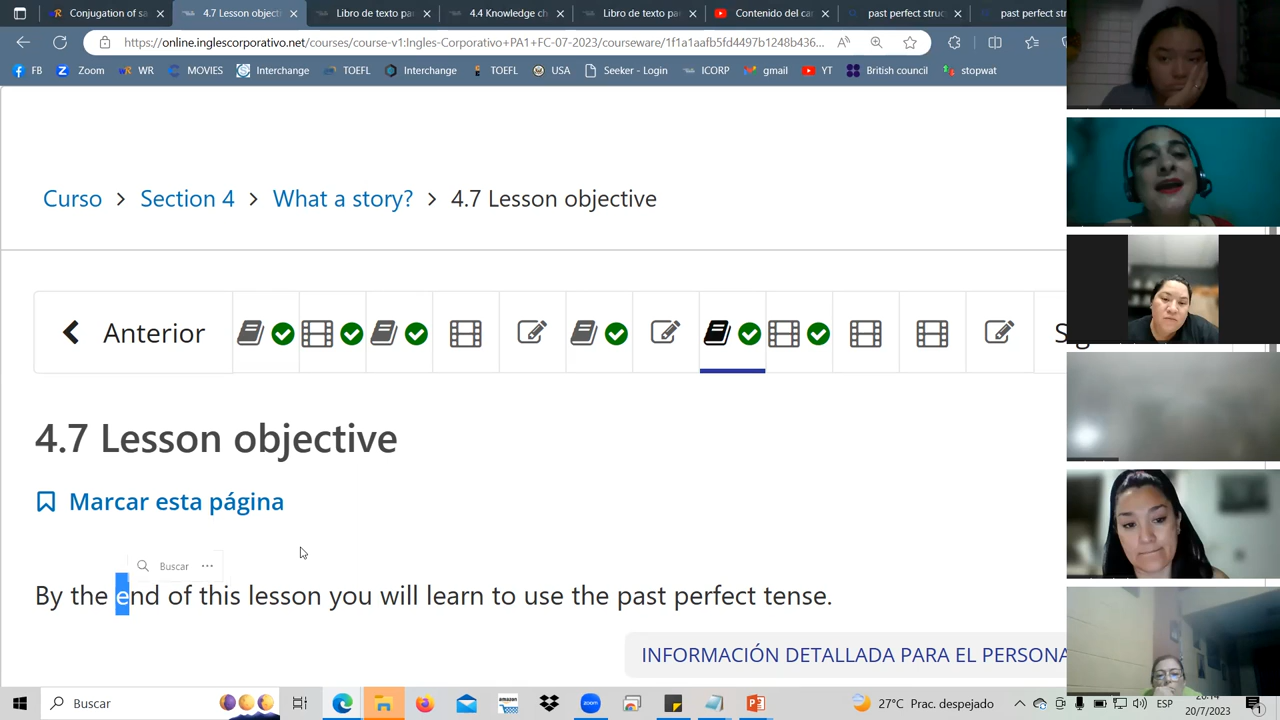 Conjugation of sa
4.7 Lesson objecti
Libro de texto pa
4.4 Knowledge ch
Libro de texto pa
Contenido del ca
past perfect struc
past perfect str
https://online.inglescorporativo.net/courses/course-v1:Ingles-Corporativo+PA1+FC-07-2023/courseware/1f1a1aafb5fd4497b1248b436...
FB
Zoom
WR
MOVIES
Interchange
TOEFL
Interchange
TOEFL
USA
Seeker - Login
ICORP
gmail
YT
British council
stopwat
Curso > Section 4 > What a story? > 4.7 Lesson objective
Anterior
4.7 Lesson objective
Marcar esta página
Buscar
By the end of this lesson you will learn to use the past perfect tense.
INFORMACIÓN DETALLADA PARA EL PERSONA
Buscar
27°C Prac. despejado
ESP
20/7/2023